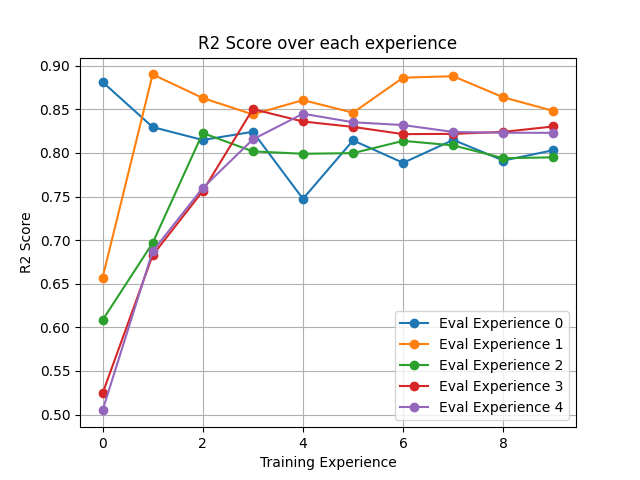 R2 Score over each experience
0.90
0.85
0.80
0.75
0.70
0.65
0.60
0.55
0.50
R2 Score
Eval Experience 0
Eval Experience 1
Eval Experience 2
Eval Experience 3
Eval Experience 4
0 2 4 6 8
Training Experience